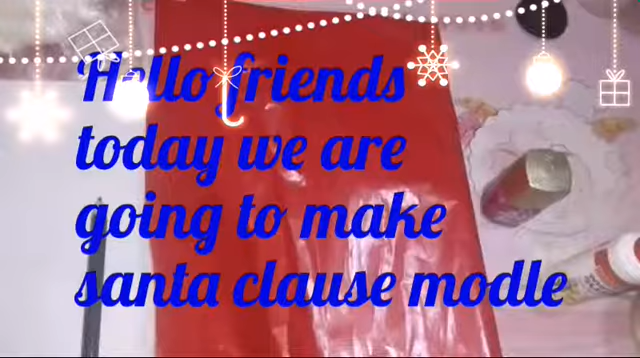 Hello friends
today we are
going to make
santa clause modle